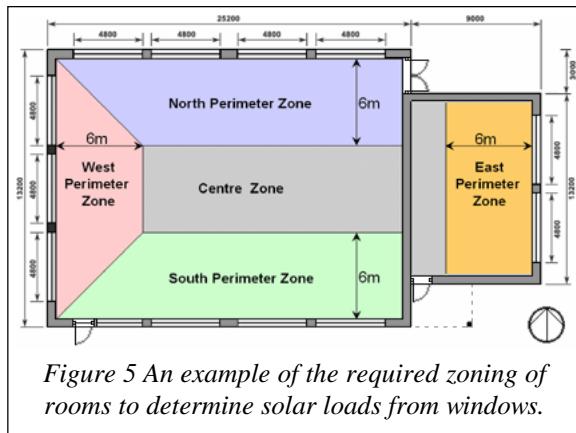 25200 9000
4800 4800 4800 4800
3000
North Perimeter Zone
6m
4800
4800
4800
13200
6m
West
Perimeter
Zone
Centre Zone
6m
East
Perimeter
Zone
4800
4800
13200
South Perimeter Zone
6m
Figure 5 An example of the required zoning of
rooms to determine solar loads from windows.